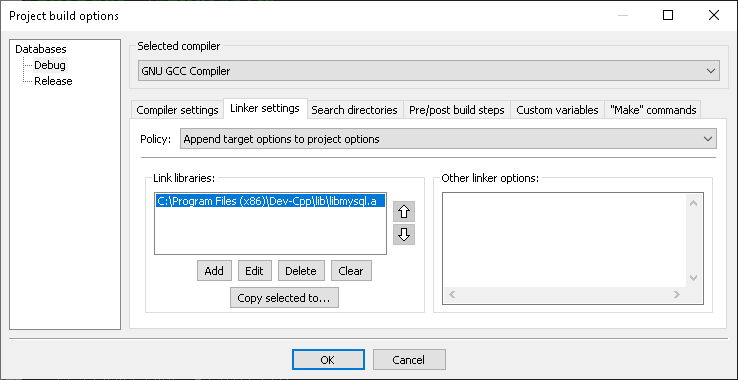 Project build options
Databases
Debug
Release
Selected compiler
GNU GCC Compiler
Compiler settings
Linker settings
Search directories
Pre/post build steps
Custom variables
"Make" commands
Policy:
Append target options to project options
Link libraries:
C:\Program Files (x86)\Dev-Cpp\lib\libmysql.a
Add
Edit
Delete
Clear
Copy selected to...
Other linker options:
OK
Cancel